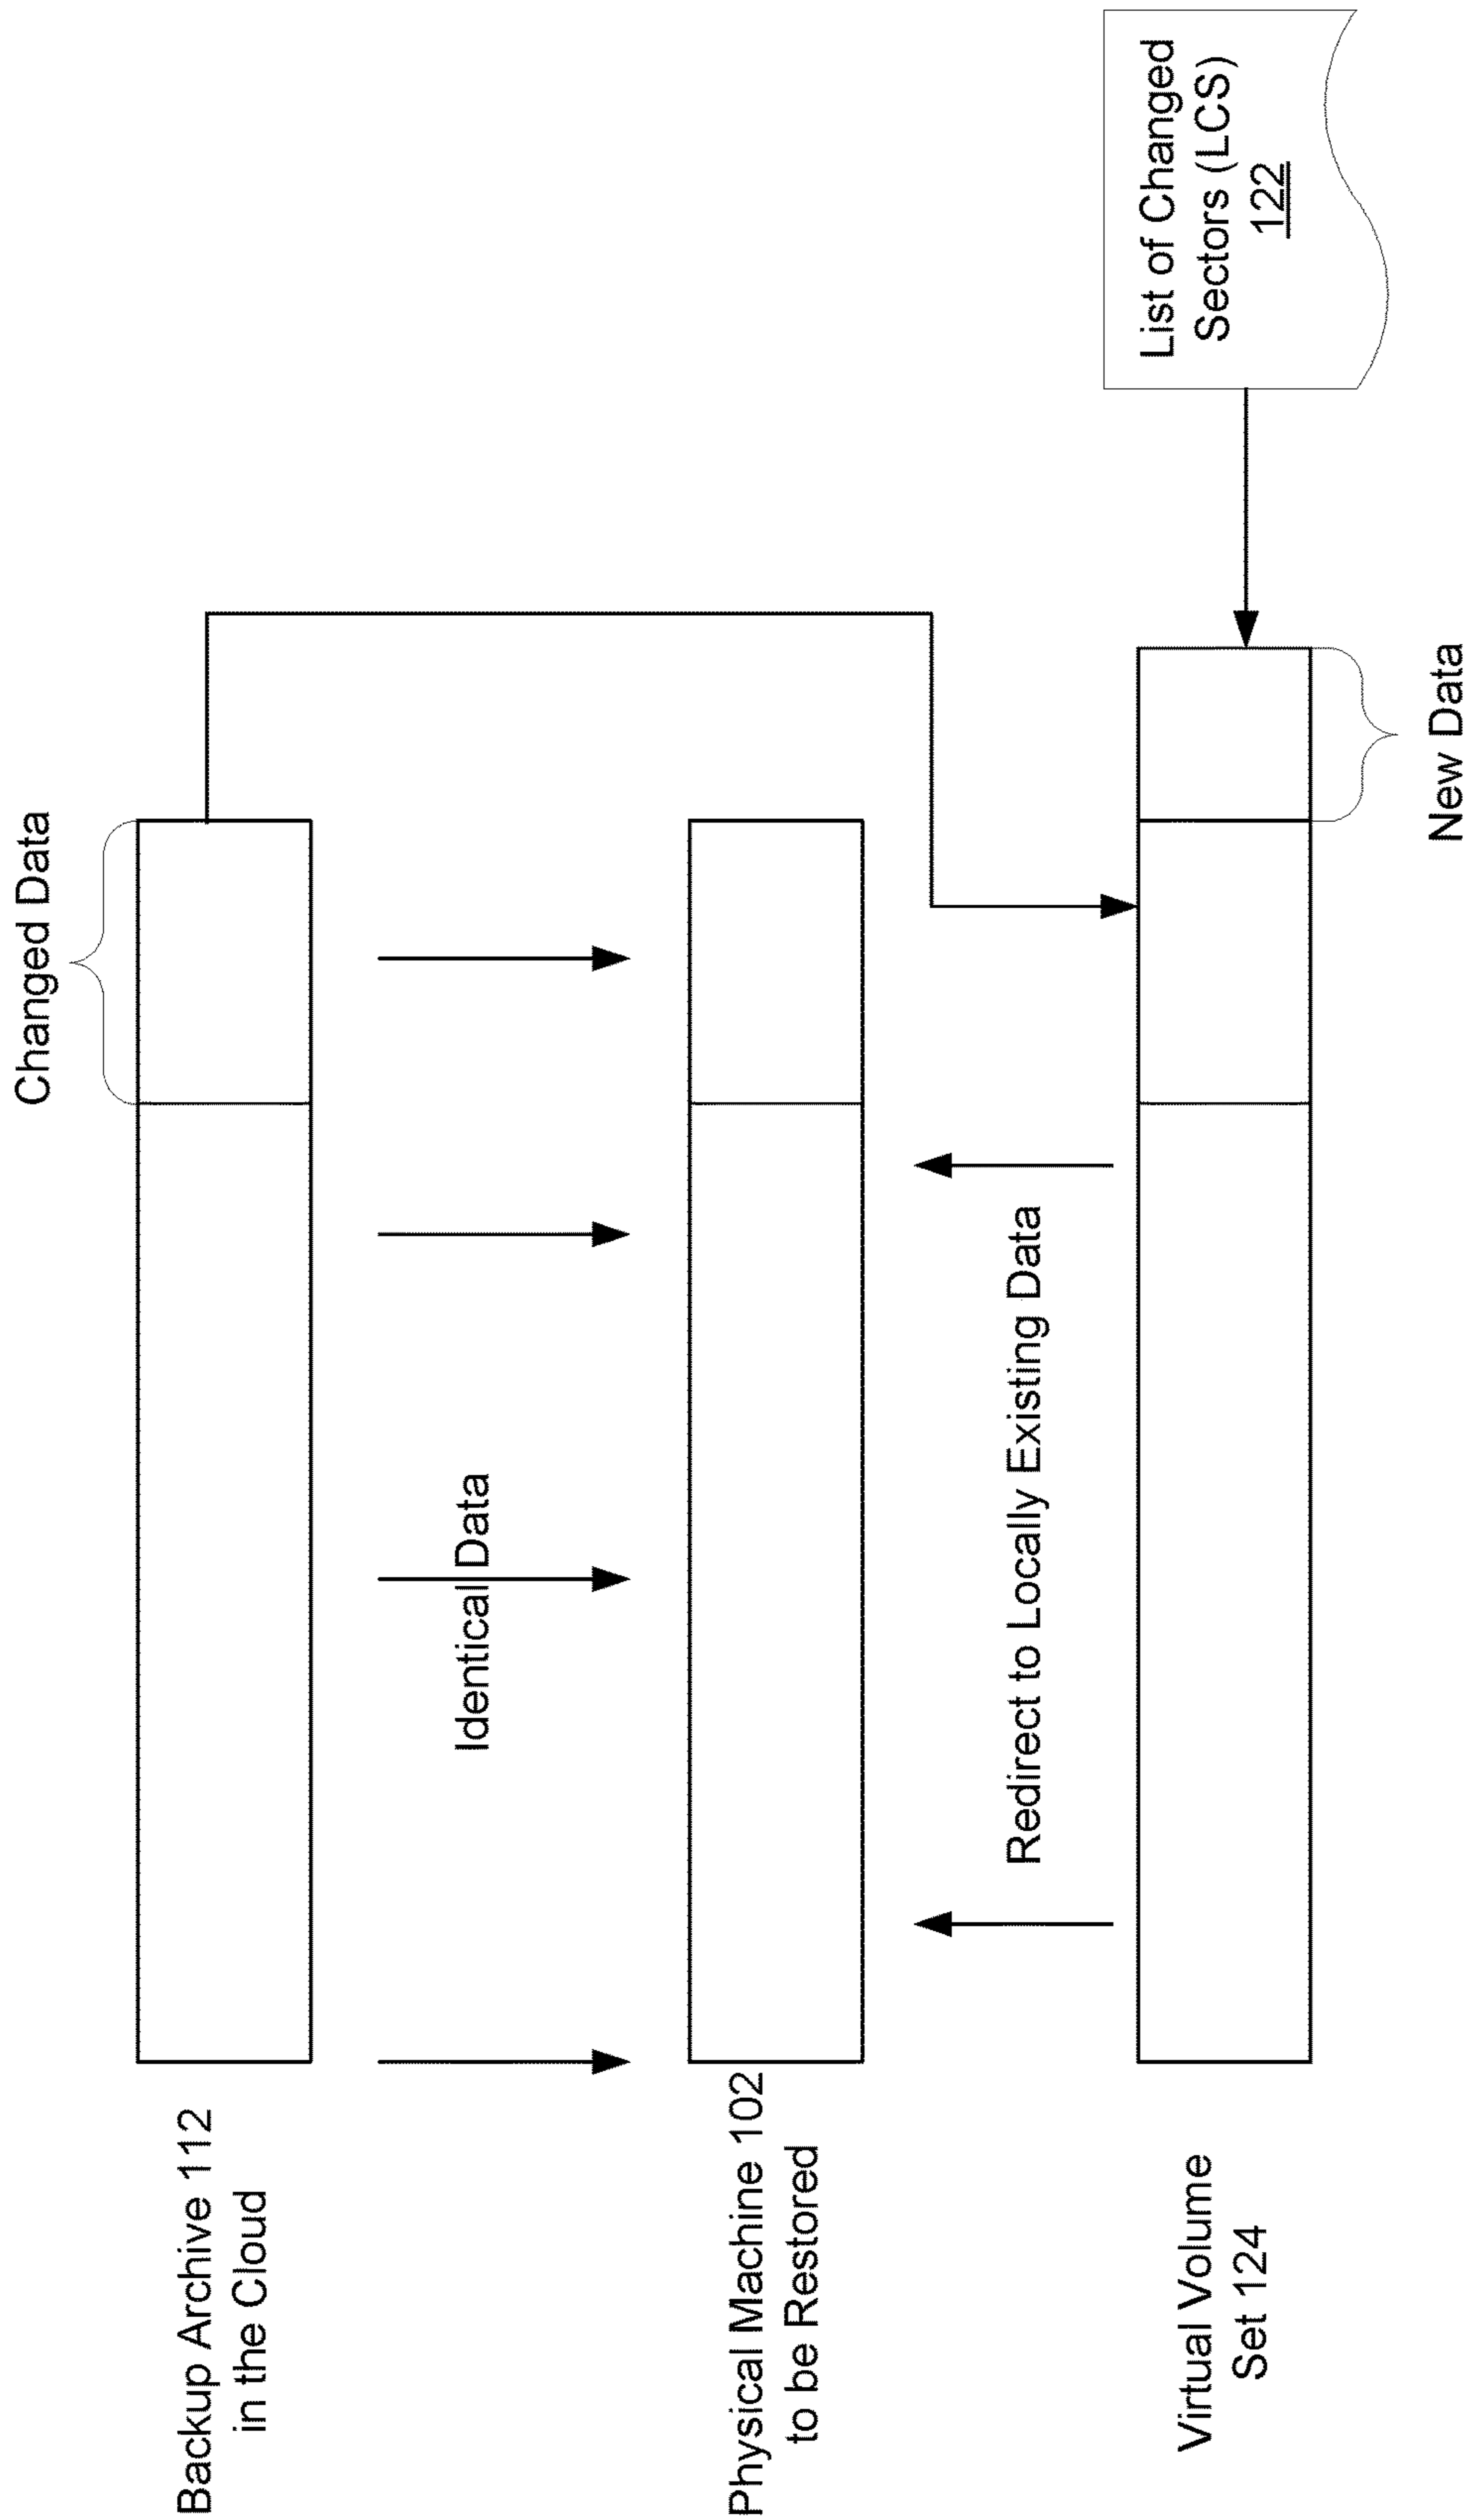 Changed Data
Backup Archive 112
in the Cloud
Identical Data
Physical Machine 102
to be Restored
Redirect to Locally Existing Data
List of Changed
Sectors (LCS)
122
Virtual Volume
Set 124
New Data